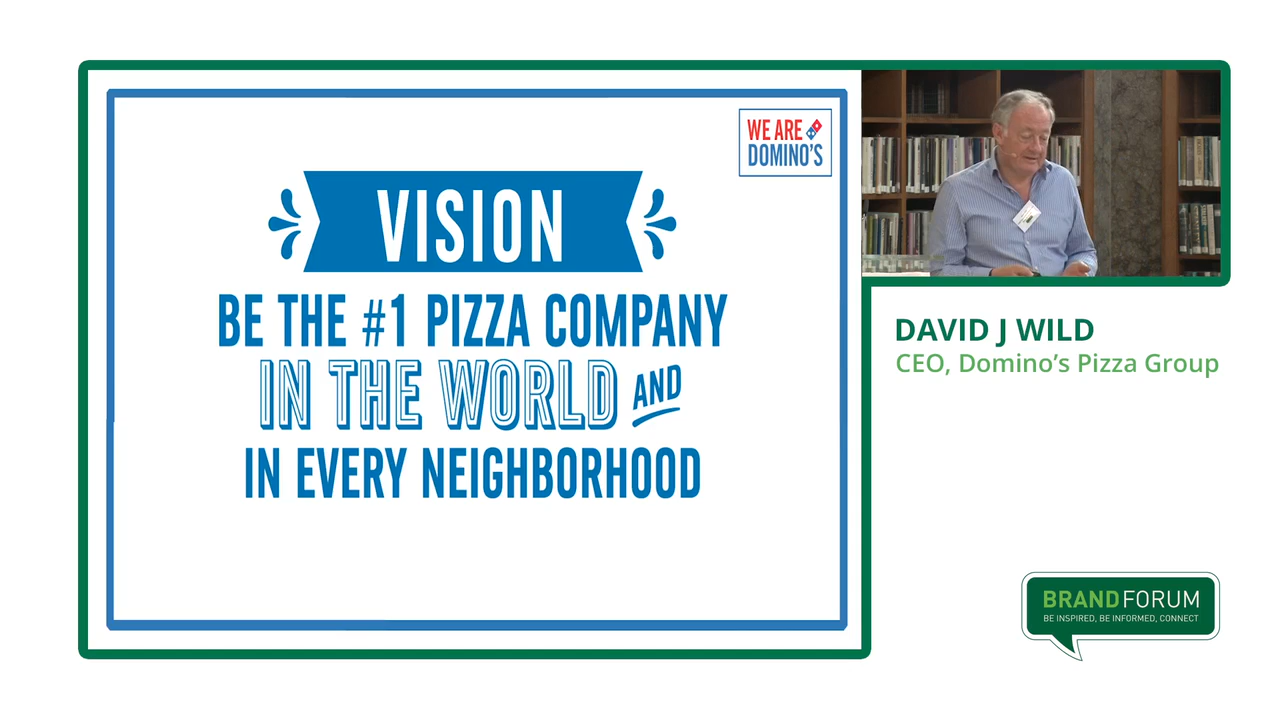 WE ARE
DOMINO'S
VISION
BE THE #1 PIZZA COMPANY
IN THE WORLD AND
IN EVERY NEIGHBORHOOD
DAVID J WILD
CEO, Domino's Pizza Group
BRANDFORUM
BE INSPIRED, BE INFORMED, CONNECT